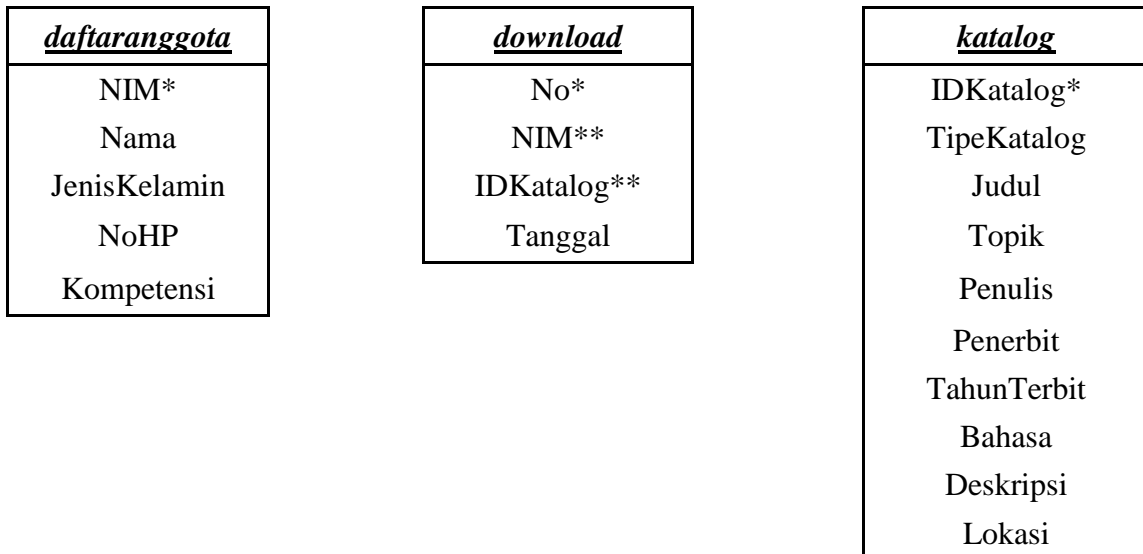 daftaranggota
NIM*
Nama
JenisKelamin
NoHP
Kompetensi
download
No*
NIM**
IDKatalog**
Tanggal
katalog
IDKatalog*
TipeKatalog
Judul
Topik
Penulis
Penerbit
TahunTerbit
Bahasa
Deskripsi
Lokasi